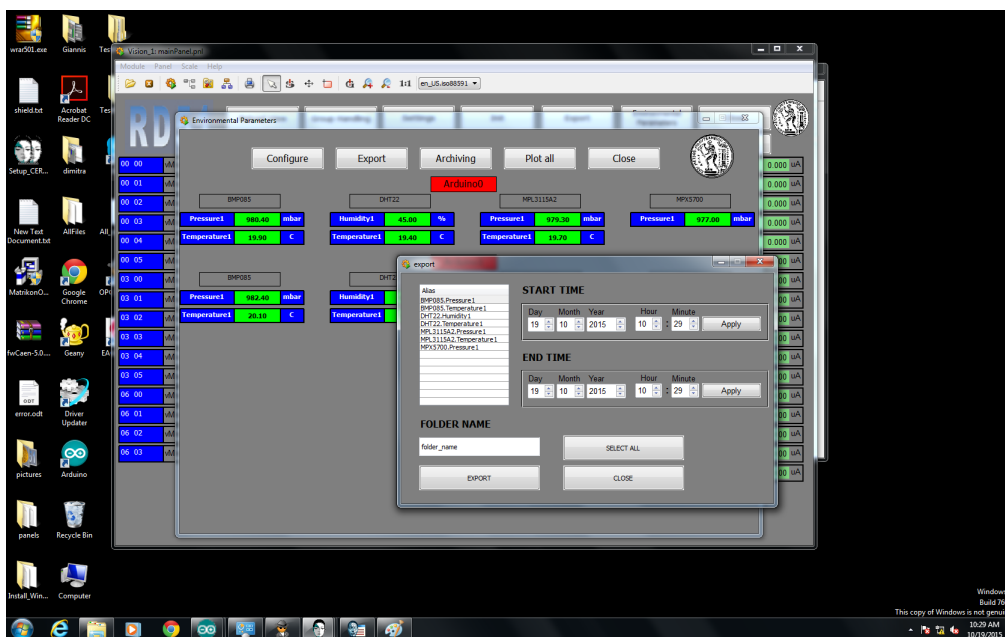 wrar501.exe
Giannis
shield.txt
Acrobat
Reader DC
Setup_CER...
dimitra
New Text
Document.txt
AllFiles
MatrikonO...
Google
Chrome
fwCaen-5.0...
Geany
error.odt
Driver
Updater
pictures
Arduino
panels
Recycle Bin
Install_Win...
Computer
Vision_1: mainPanel.pnl
Module Panel Scale Help
1:1 en_US.iso88591
Environmental Parameters
Configure Export Archiving Plot all Close
Arduino0
BMP085 DHT22 MPL3115A2 MPX5700
Pressure1 980.40 mbar Humidity1 45.00 % Pressure1 979.30 mbar Pressure1 977.00 mbar
Temperature1 19.90 C Temperature1 19.40 C Temperature1 19.70 C
BMP085
Pressure1 982.40 mbar Humidity1
Temperature1 20.10 C Temperature1
00 00
00 01
00 02
00 03
00 04
00 05
03 00
03 01
03 02
03 03
03 04
03 05
06 00
06 01
06 02
06 03
0.000 uA
0.000 uA
0.000 uA
0.000 uA
0.000 uA
export
Alias
BMP085.Pressure1
BMP085.Temperature1
DHT22.Humidity1
DHT22.Temperature1
MPL3115A2.Pressure1
MPL3115A2.Temperature1
MPX5700.Pressure1
START TIME
Day Month Year Hour Minute
19 10 2015 10 : 29 Apply
END TIME
Day Month Year Hour Minute
19 10 2015 10 : 29 Apply
FOLDER NAME
folder_name
SELECT ALL
EXPORT
CLOSE
Windows
Build 76
This copy of Windows is not genui
10:29 AM
10/19/2015